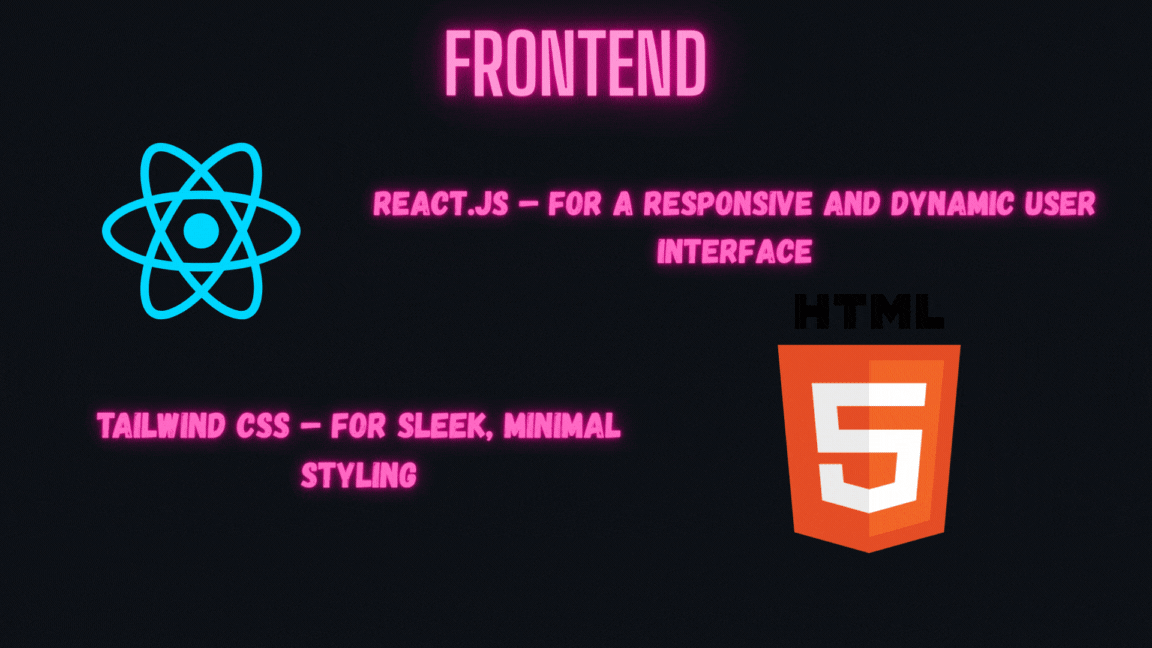 FRONTEND
REACT.JS – FOR A RESPONSIVE AND DYNAMIC USER
INTERFACE
HTML
5
TAILWIND CSS – FOR SLEEK, MINIMAL
STYLING